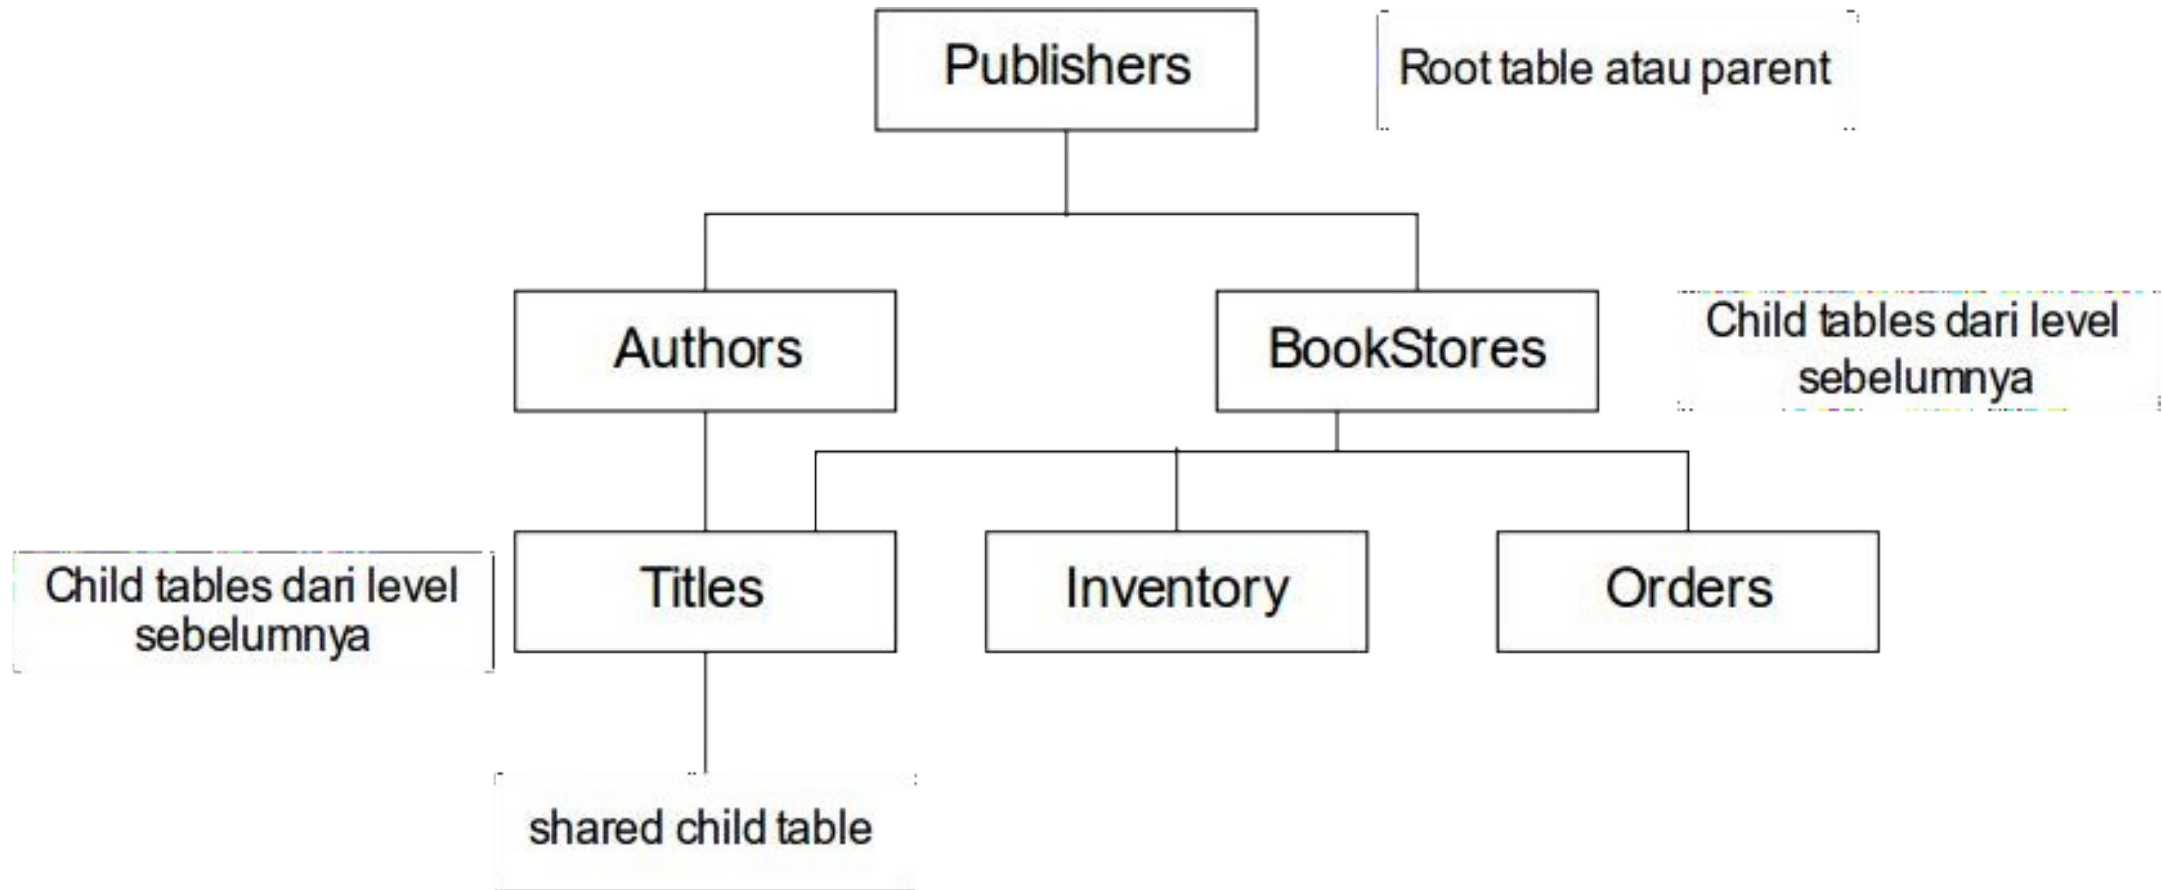 Publishers
Root table atau parent
Authors
BookStores
Child tables dari level
sebelumnya
Child tables dari level
sebelumnya
Titles
Inventory
Orders
shared child table